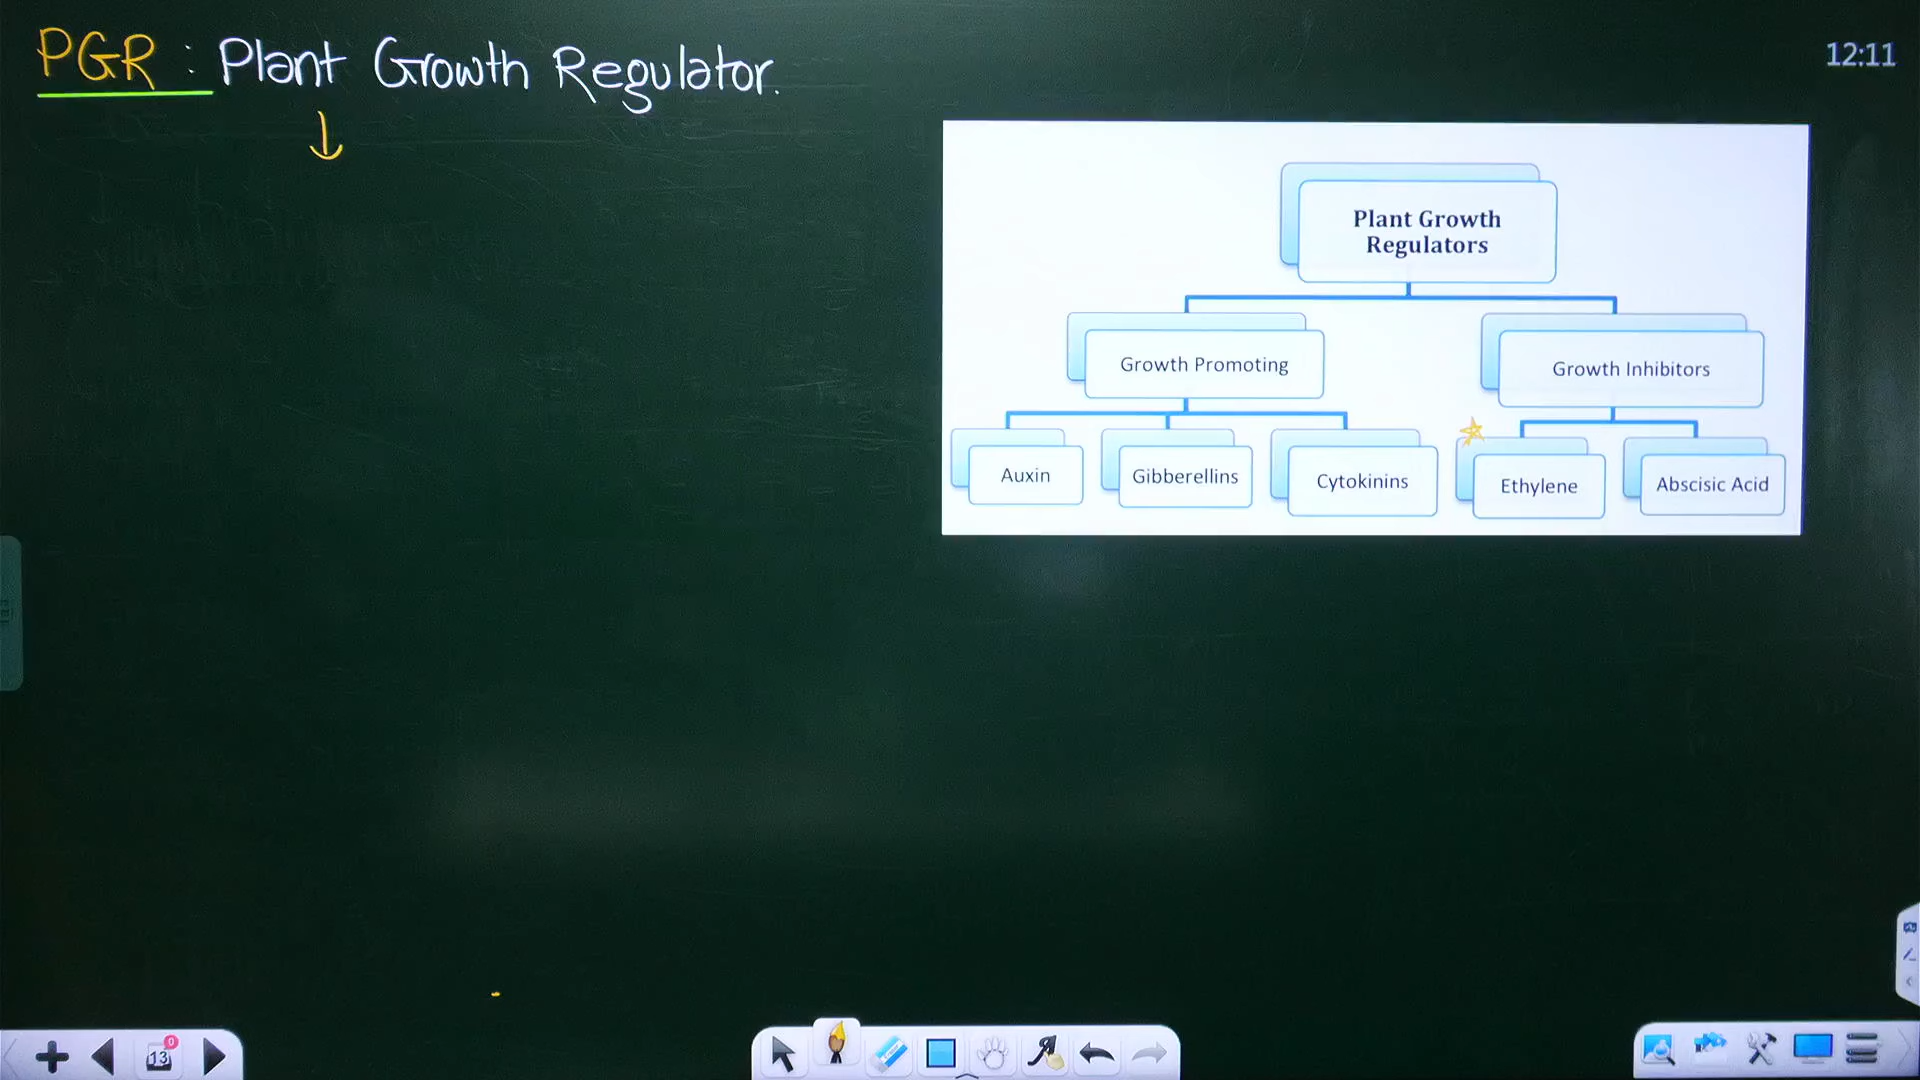 PGR : Plant Growth Regulator.
12:11
Plant Growth
Regulators
Growth Promoting
Growth Inhibitors
Auxin
Gibberellins
Cytokinins
Ethylene
Abscisic Acid
13
0